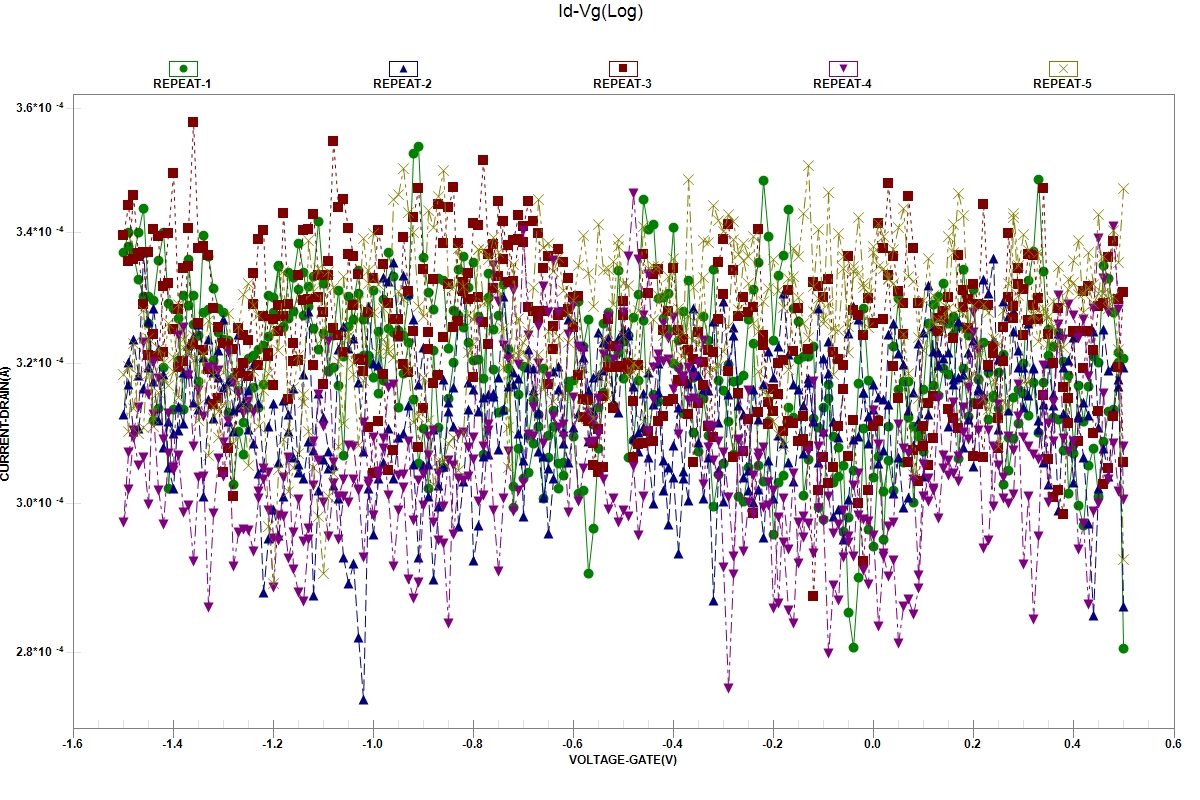 Id-Vg(Log)
REPEAT-1 REPEAT-2 REPEAT-3 REPEAT-4 REPEAT-5
3.6*10 -4
3.4*10 -4
3.2*10 -4
3.0*10 -4
2.8*10 -4
CURRENT-DRAIN(A)
-1.6 -1.4 -1.2 -1.0 -0.8 -0.6 -0.4 -0.2 0.0 0.2 0.4 0.6
VOLTAGE-GATE(V)